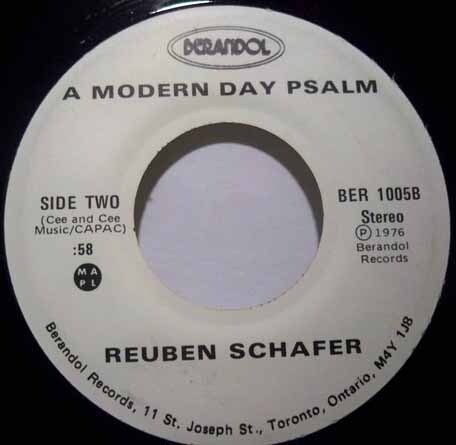 BERANDOL
A MODERN DAY PSALM
SIDE TWO
(Cee and Cee
Music/CAPAC)
:58
M A
P L
BER 1005B
Stereo
Ⓟ 1976
Berandol
Records
REUBEN SCHAFER
Berandol Records, 11 St. Joseph St., Toronto, Ontario, M4Y 1J8